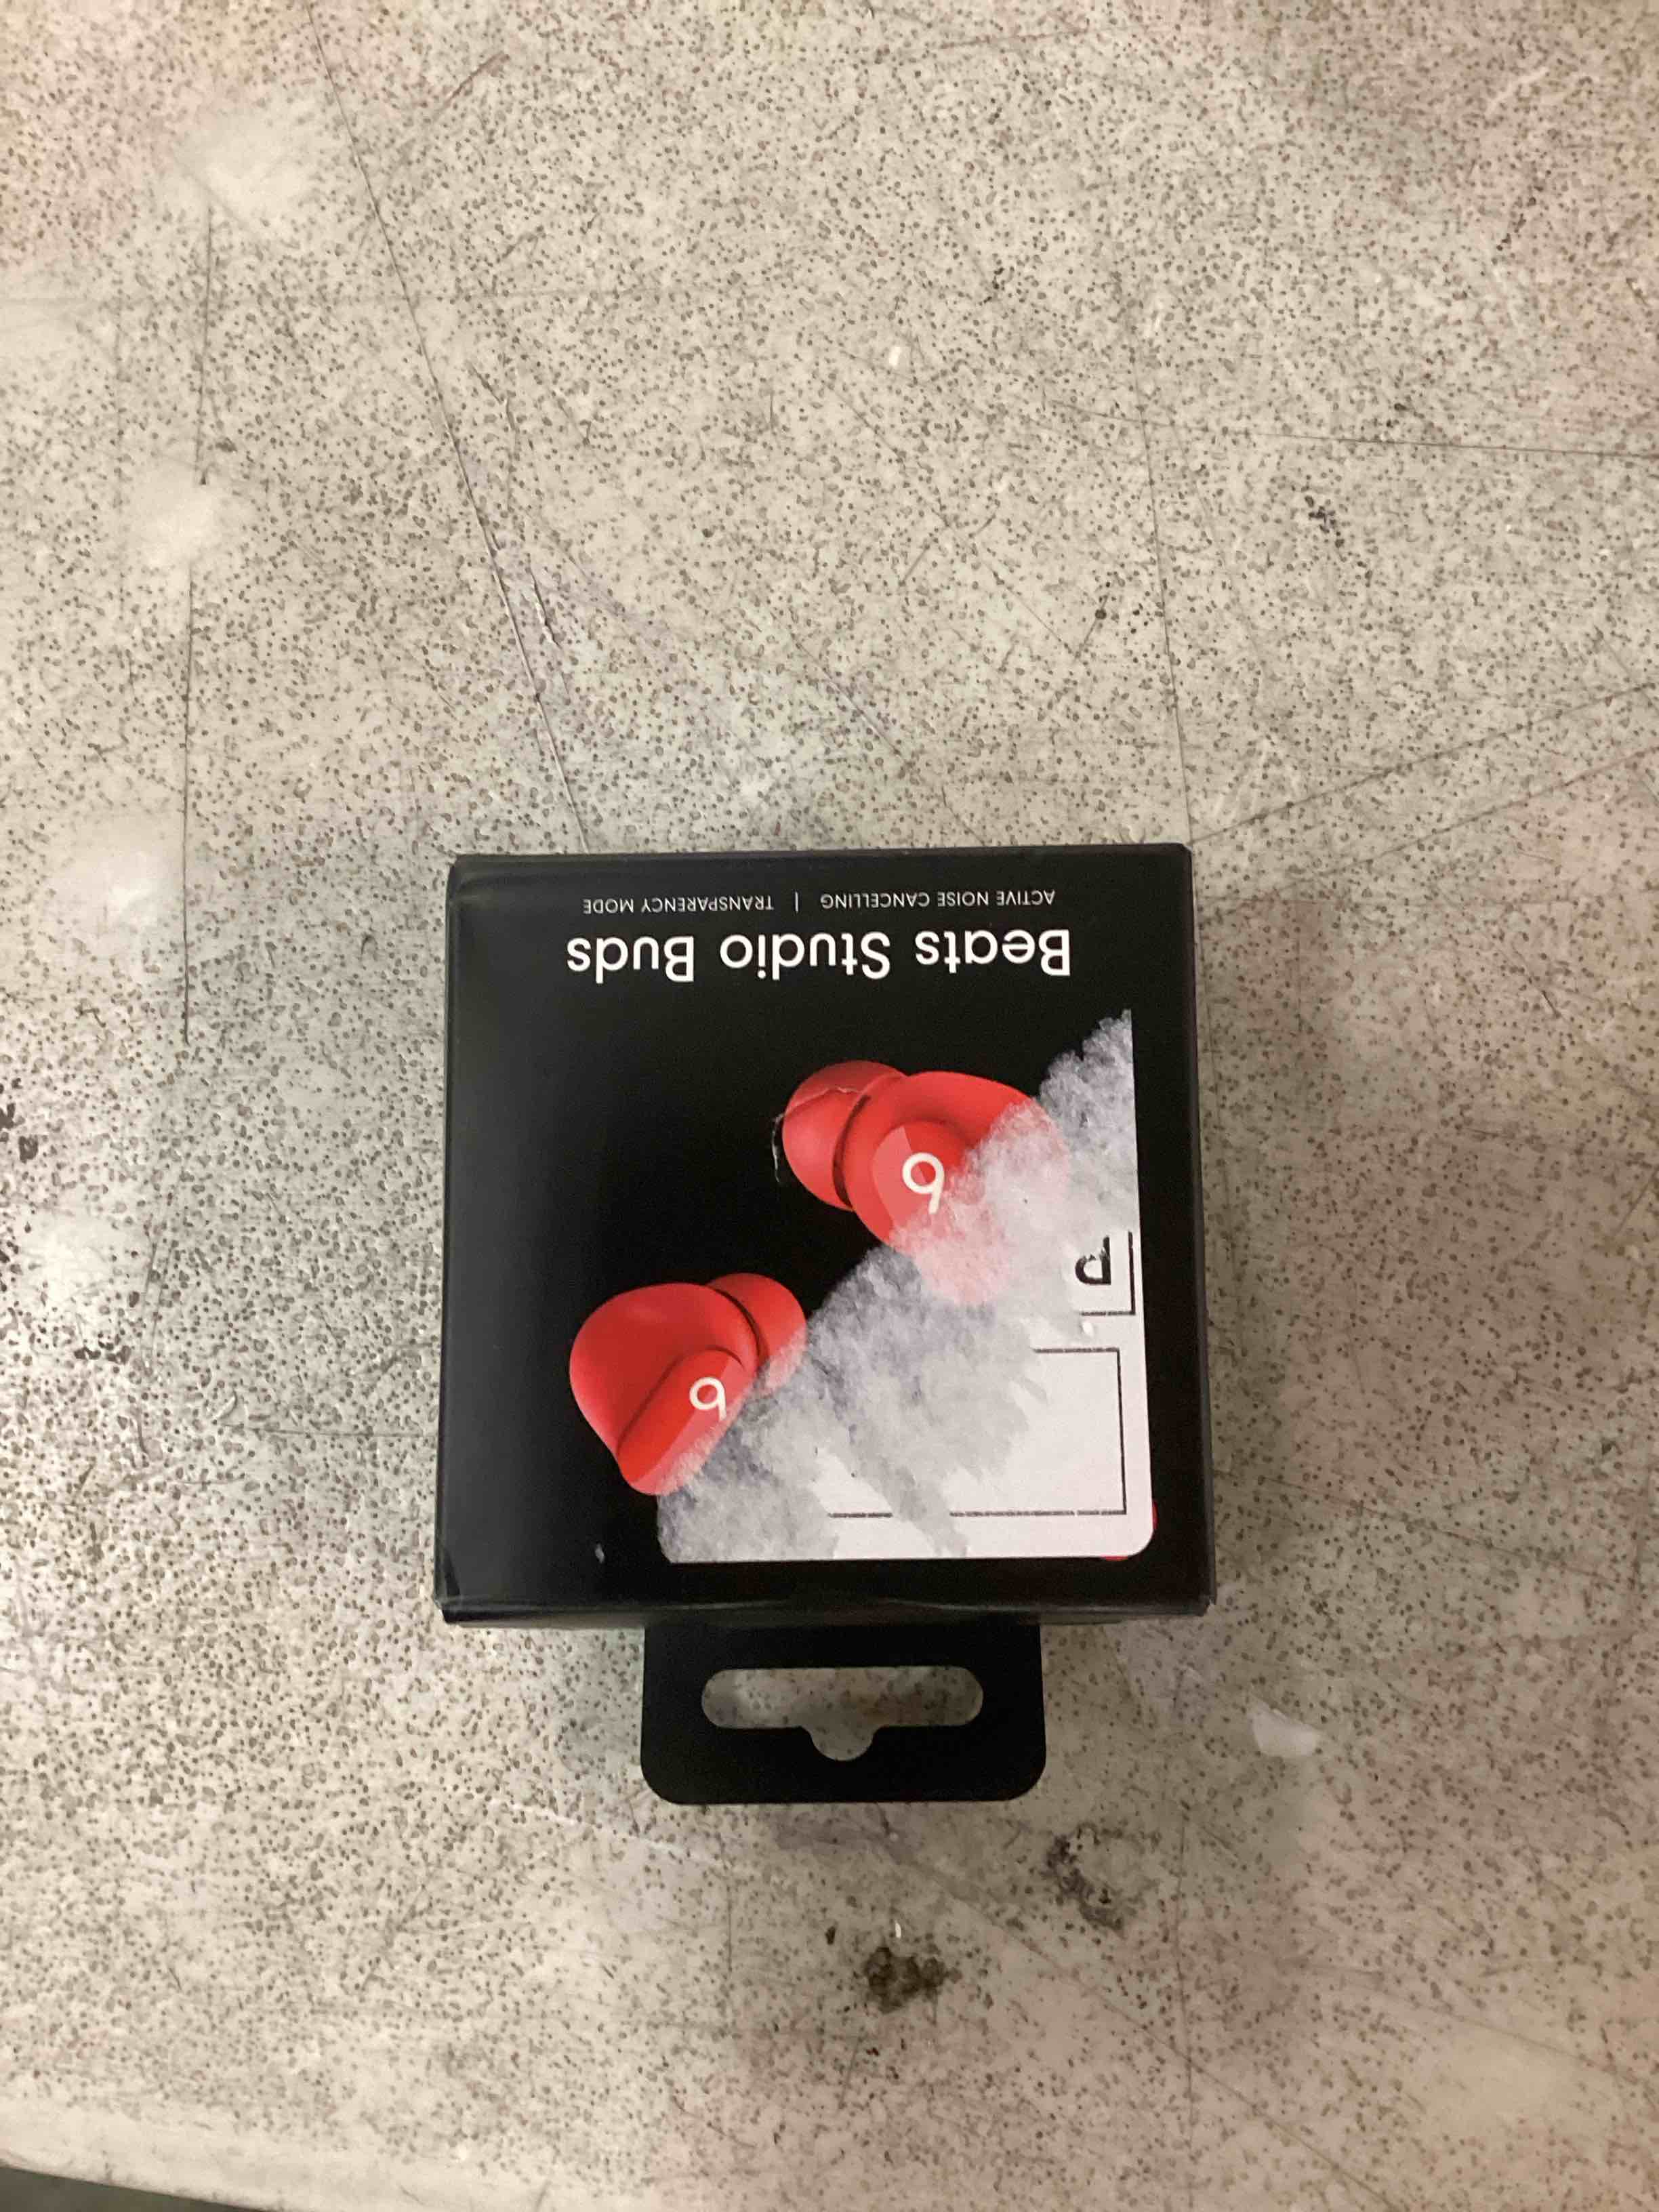 P
b
b
Beats Studio Buds
ACTIVE NOISE CANCELLING | TRANSPARENCY MODE